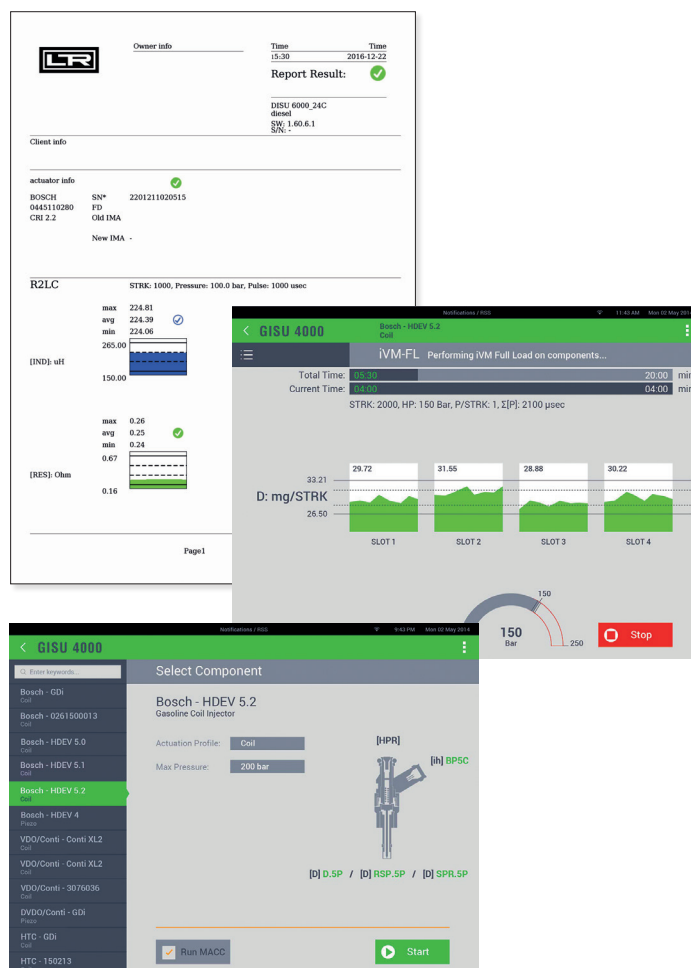 LTR
Owner info
Time Time
15:30 2016-12-22
Report Result:
DISU 6000_24C
diesel
SW: 1.60.6.1
S/N: -
Client info
actuator info
BOSCH SN* 2201211020515
0445110280 FD
CRI 2.2 Old IMA
New IMA -
R2LC STRK: 1000, Pressure: 100.0 bar, Pulse: 1000 usec
max 224.81
avg 224.39
min 224.06
265.00
[IND]: uH
150.00
max 0.26
avg 0.25
min 0.24
0.67
[RES]: Ohm
0.16
Page1
Notifications / RSS 11:43 AM Mon 02 May 2014
GISU 4000 Bosch - HDEV 5.2
Coil
iVM-FL Performing iVM Full Load on components...
Total Time: 05:30 20:00 min
Current Time: 04:00 04:00 min
STRK: 2000, HP: 150 Bar, P/STRK: 1, Σ[P]: 2100 µsec
29.72 31.55 28.88 30.22
33.21
D: mg/STRK
26.50
SLOT 1 SLOT 2 SLOT 3 SLOT 4
150
150
Bar
250
Stop
Notifications / RSS 9:43 PM Mon 02 May 2014
GISU 4000
Enter keywords... Select Component
Bosch - GDi
Coil
Bosch - 0261500013
Coil
Bosch - HDEV 5.0
Coil
Bosch - HDEV 5.1
Coil
Bosch - HDEV 5.2
Coil
Bosch - HDEV 4
Piezo
VDO/Conti - Conti XL2
Coil
VDO/Conti - Conti XL2
Coil
VDO/Conti - 3076036
Coil
DVDO/Conti - GDi
Piezo
HTC - GDi
Coil
HTC - 150213
Bosch - HDEV 5.2
Gasoline Coil Injector
Actuation Profile: Coil
Max Pressure: 200 bar
[HPR]
[ih] BP5C
[D] D.5P / [D] RSP.5P / [D] SPR.5P
Run MACC
Start